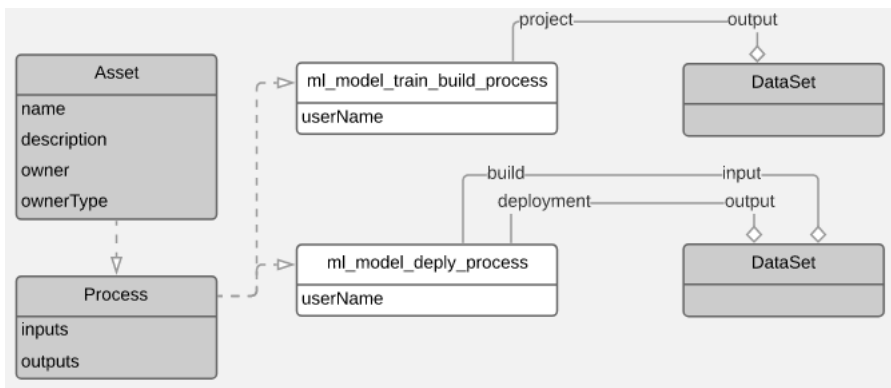 project output
Asset
name
description
owner
ownerType
ml_model_train_build_process
userName
DataSet
build input
deployment output
ml_model_deply_process
userName
DataSet
Process
inputs
outputs